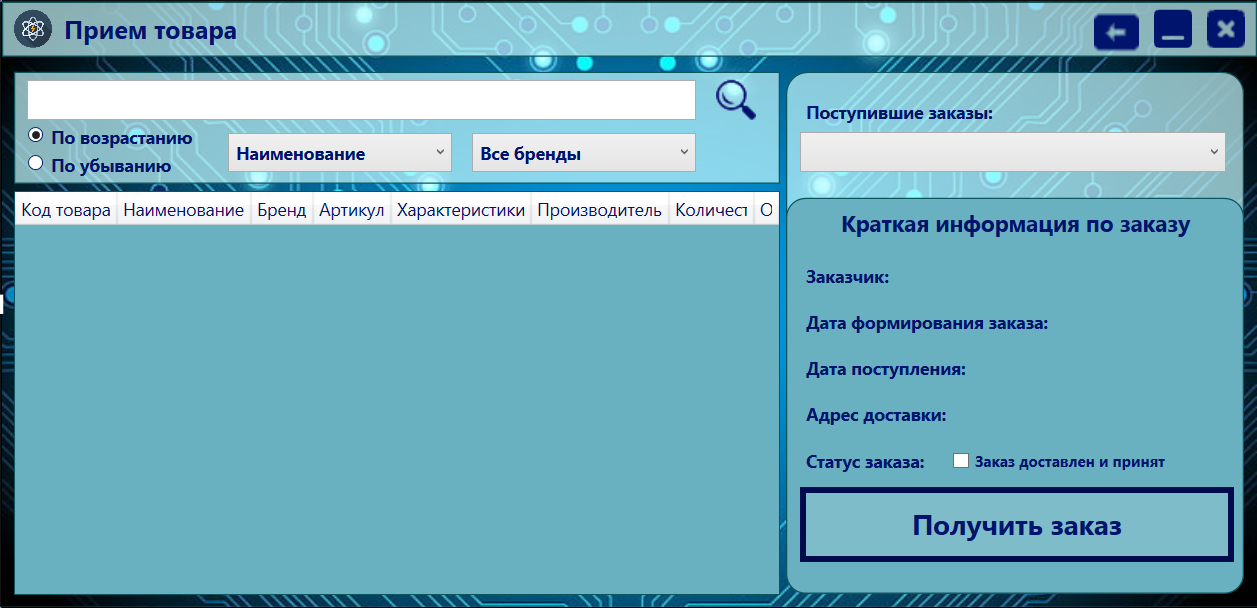 Прием товара
По возрастанию
По убыванию
Наименование
Все бренды
Код товара Наименование Бренд Артикул Характеристики Производитель Количест О
Поступившие заказы:
Краткая информация по заказу
Заказчик:
Дата формирования заказа:
Дата поступления:
Адрес доставки:
Статус заказа: Заказ доставлен и принят
Получить заказ